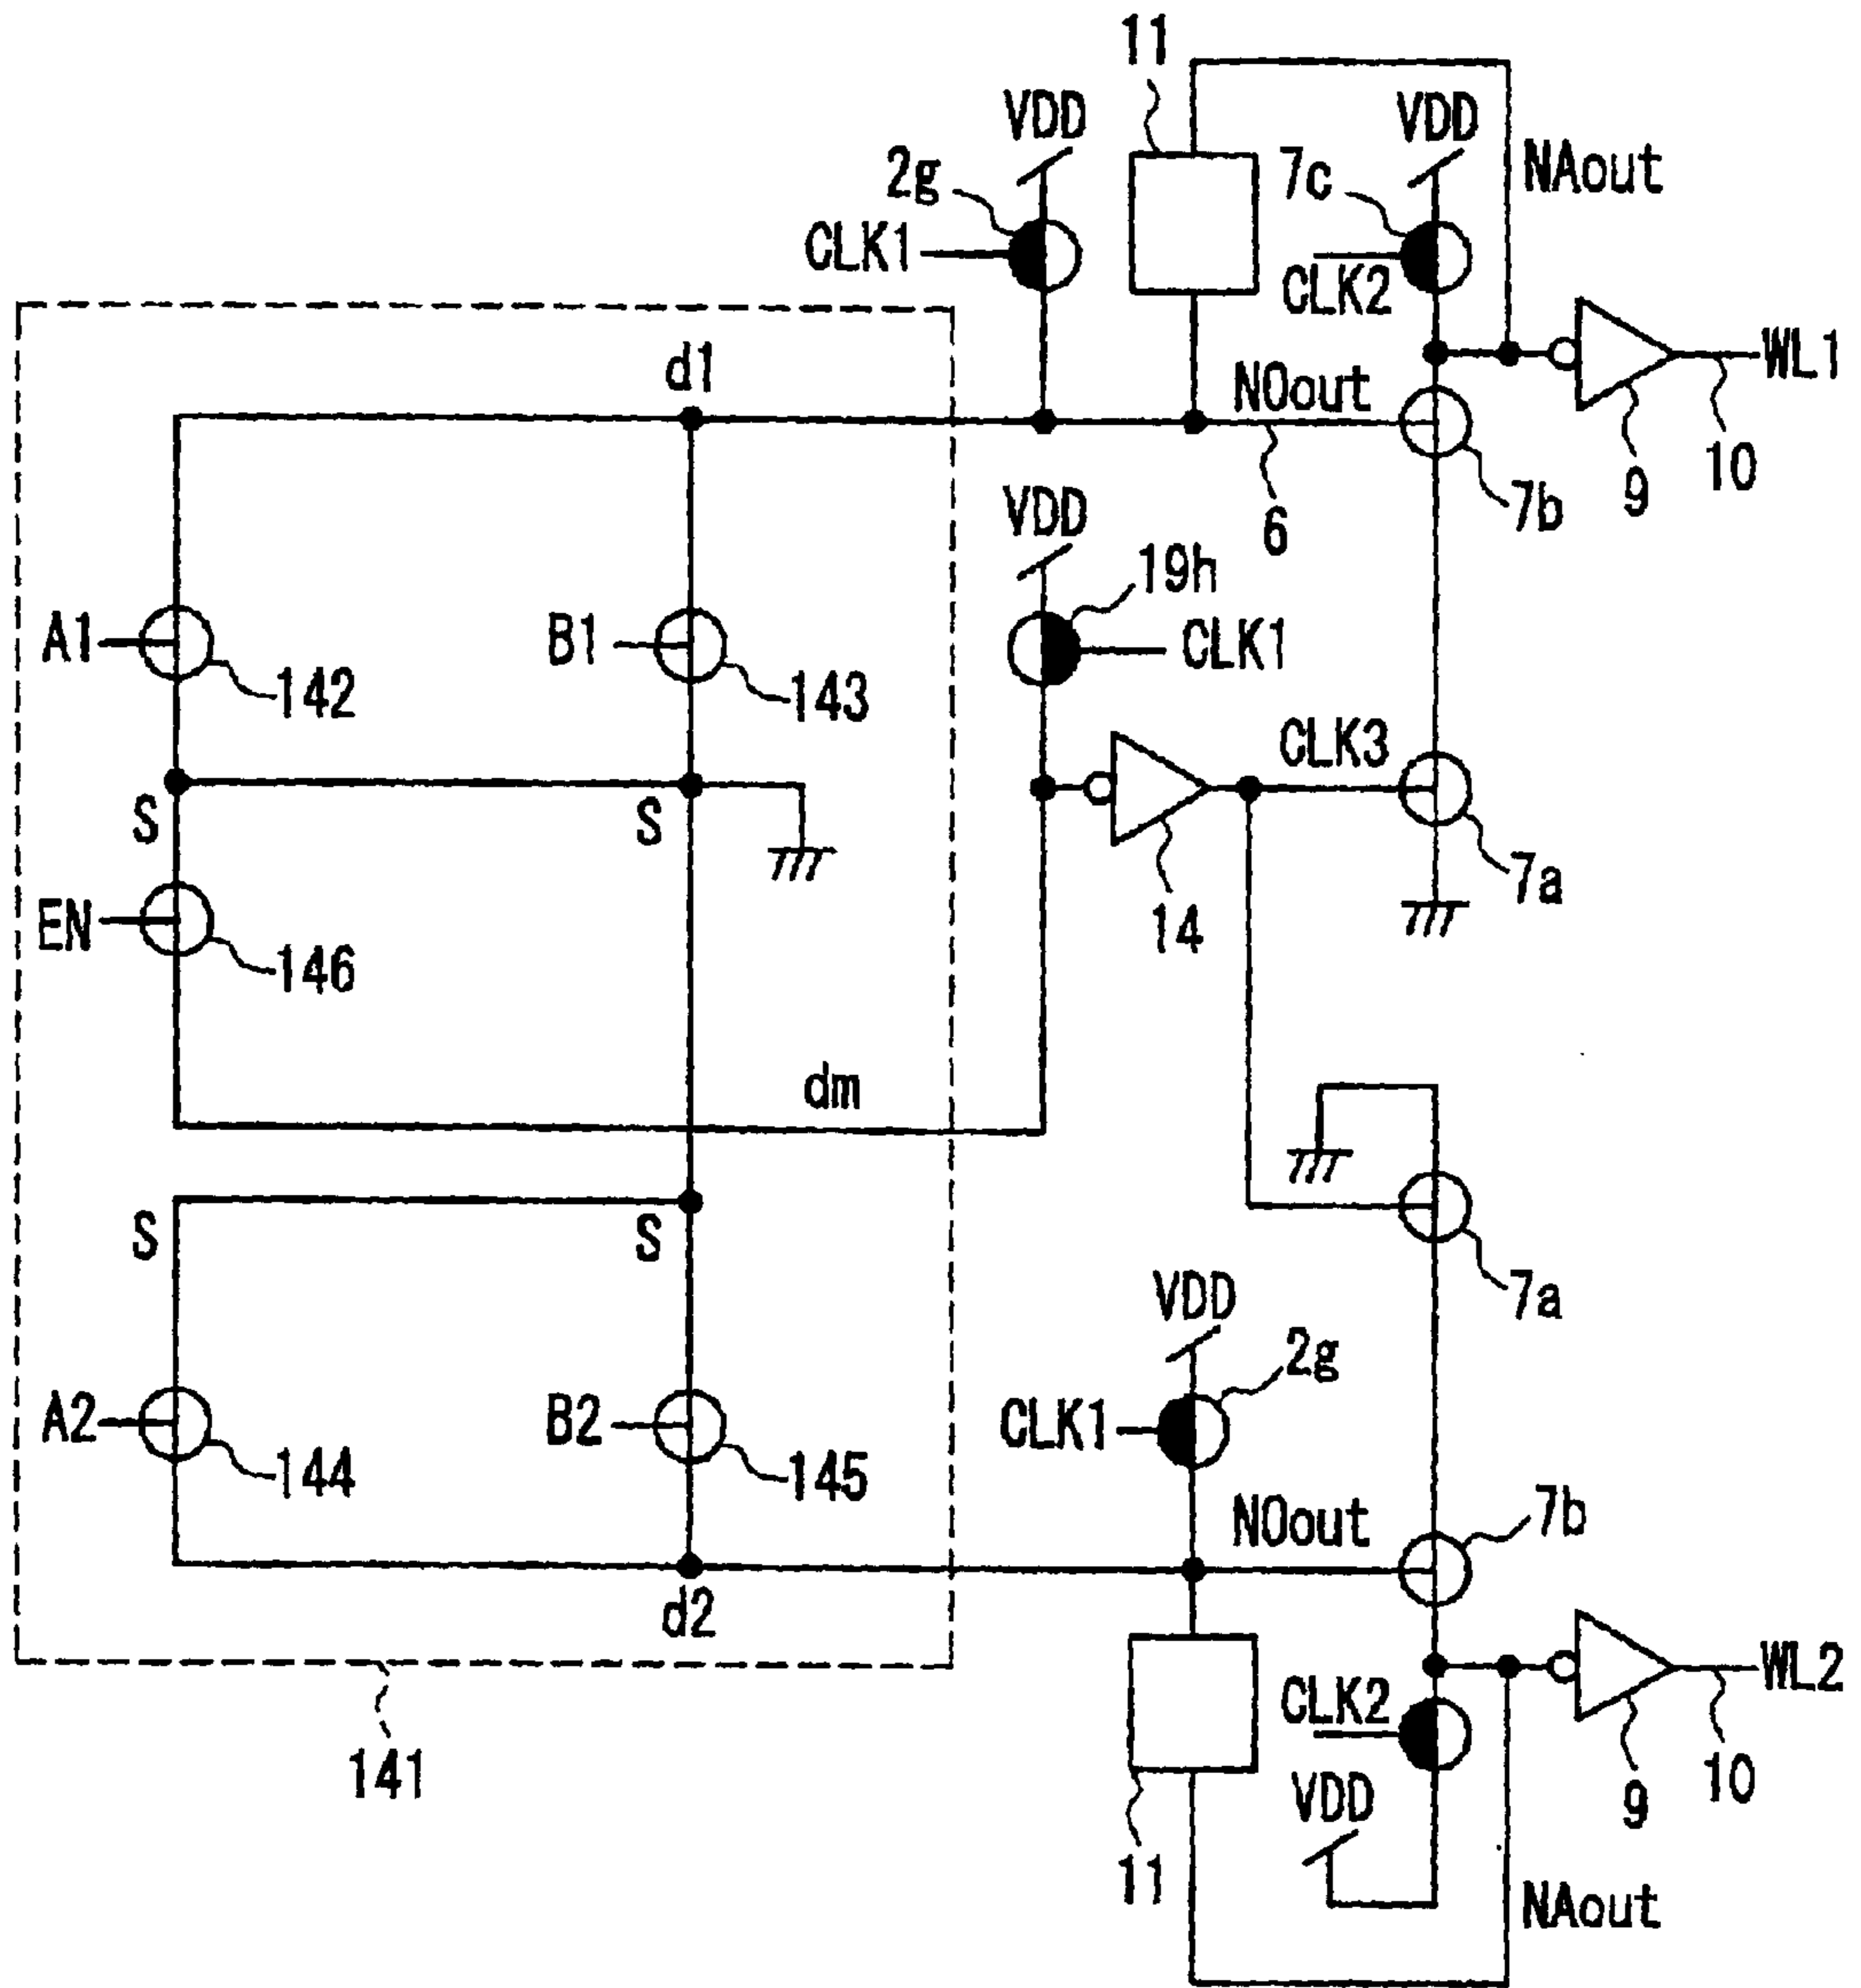 11
VDD
VDD
2g
7c
NAout
CLK1
CLK2
d1
NOout
WL1
7b
9
10
VDD
6
19h
A1
B1
CLK1
142
143
CLK3
S
S
7a
EN
14
146
dm
S
S
7a
VDD
2g
A2
B2
CLK1
144
145
NOout
7b
d2
WL2
CLK2
141
VDD
9
10
11
NAout